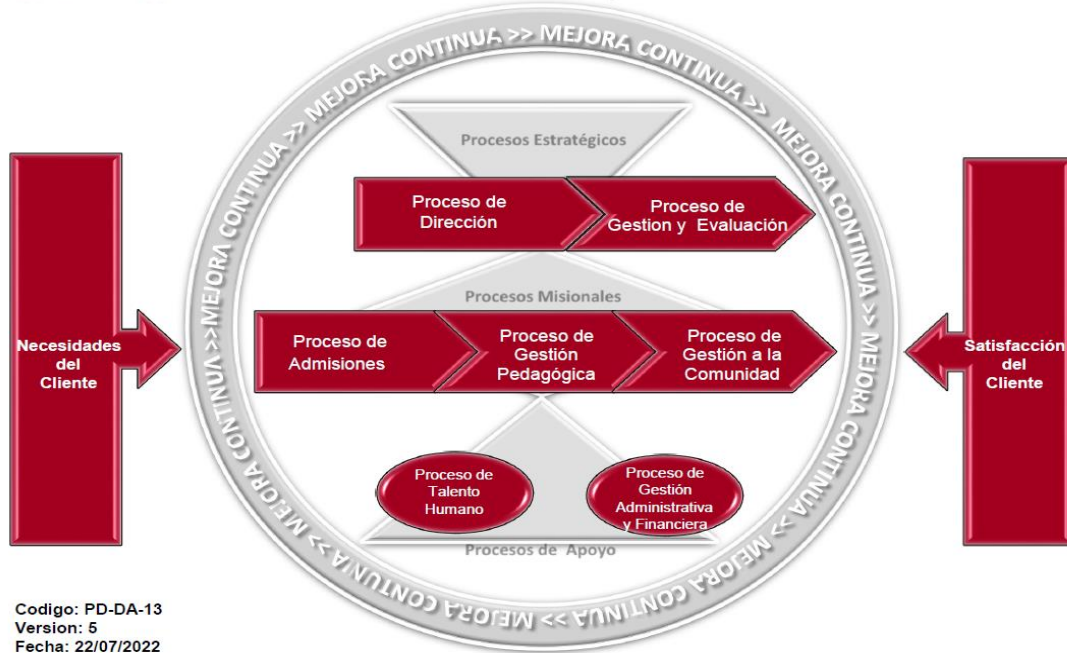 MEJORA CONTINUA >> MEJORA CONTINUA >> MEJORA CONTINUA >> MEJORA CONTINUA >> MEJORA CONTINUA >> MEJORA CONTINUA >> MEJORA CONTINUA >> MEJORA CONTUNIA >> MEJORA CONTINUA >>
Procesos Estratégicos
Proceso de
Dirección
Proceso de
Gestion y Evaluación
Procesos Misionales
Necesidades
del
Cliente
Proceso de
Admisiones
Proceso de
Gestión
Pedagógica
Proceso de
Gestión a la
Comunidad
Satisfacción
del
Cliente
Proceso de
Talento
Humano
Proceso de
Gestión
Administrativa
y Financiera
Procesos de Apoyo
Codigo: PD-DA-13
Version: 5
Fecha: 22/07/2022